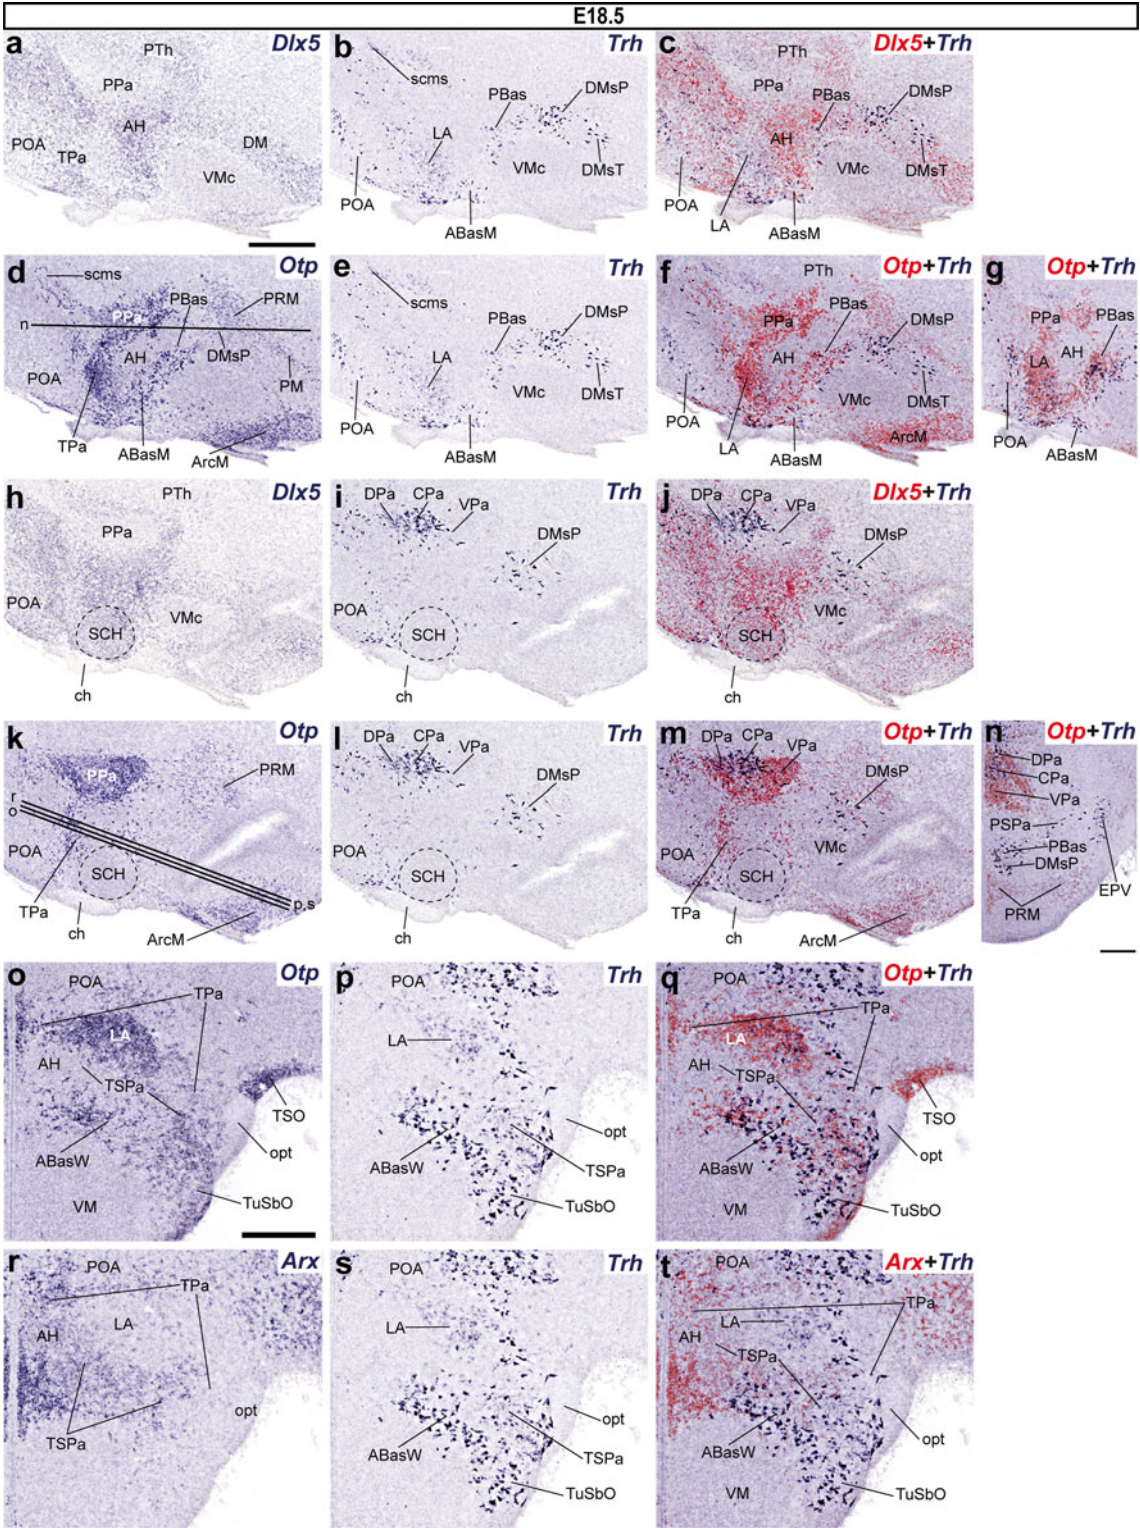 E18.5
a Dlx5
PTh
PPa
AH
POA
TPa
DM
VMc
b Trh
scms
PBas
DMsP
LA
VMc
DMsT
POA
ABasM
c Dlx5+Trh
PTh
PPa
PBas
DMsP
AH
VMc
DMsT
POA
LA
ABasM
d Otp
scms
PBas
PRM
PPa
n
AH
DMsP
POA
PM
TPa
ABasM
ArcM
e Trh
scms
PBas
DMsP
LA
VMc
DMsT
POA
ABasM
f Otp+Trh
PTh
PBas
PPa
DMsP
AH
VMc
DMsT
POA
ArcM
LA
ABasM
g Otp+Trh
PPa
PBas
AH
LA
POA
ABasM
h Dlx5
PTh
PPa
POA
VMc
SCH
ch
i Trh
DPa
CPa
VPa
DMsP
POA
SCH
j Dlx5+Trh
DPa
CPa
VPa
DMsP
VMc
SCH
ch
k Otp
PPa
PRM
r
o
POA
SCH
TPa
p,s
ch
ArcM
l Trh
DPa
CPa
VPa
DMsP
POA
SCH
m Otp+Trh
DPa
CPa
VPa
DMsP
POA
VMc
SCH
TPa
ch
ArcM
n Otp+Trh
DPa
CPa
VPa
PSPa
PBas
DMsP
EPV
PRM
o Otp
POA
TPa
LA
AH
TSPa
TSO
ABasW
opt
VM
TuSbO
p Trh
POA
LA
opt
ABasW
TSPa
TuSbO
q Otp+Trh
POA
TPa
LA
AH
TSPa
TSO
ABasW
opt
VM
TuSbO
r Arx
POA
TPa
LA
AH
opt
TSPa
s Trh
POA
LA
opt
ABasW
TSPa
TuSbO
t Arx+Trh
POA
TPa
LA
AH
TSPa
ABasW
opt
VM
TuSbO